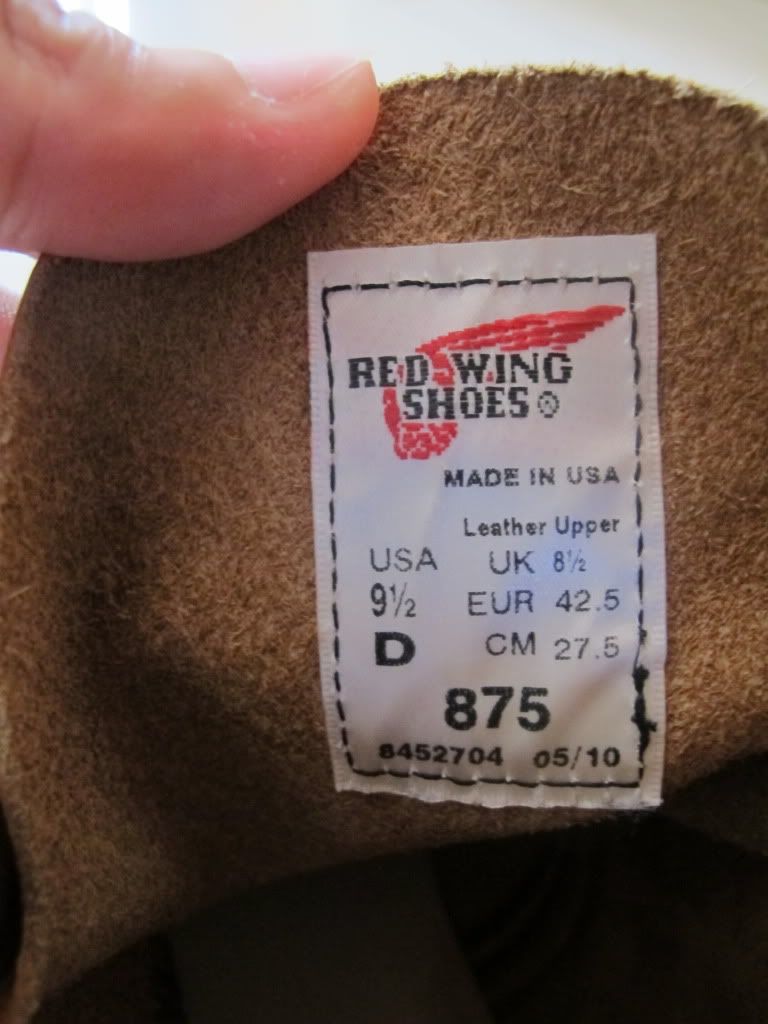 RED WING
SHOES®
MADE IN USA
Leather Upper
USA UK 8½
9½ EUR 42.5
D CM 27.5
875
8452704 05/10